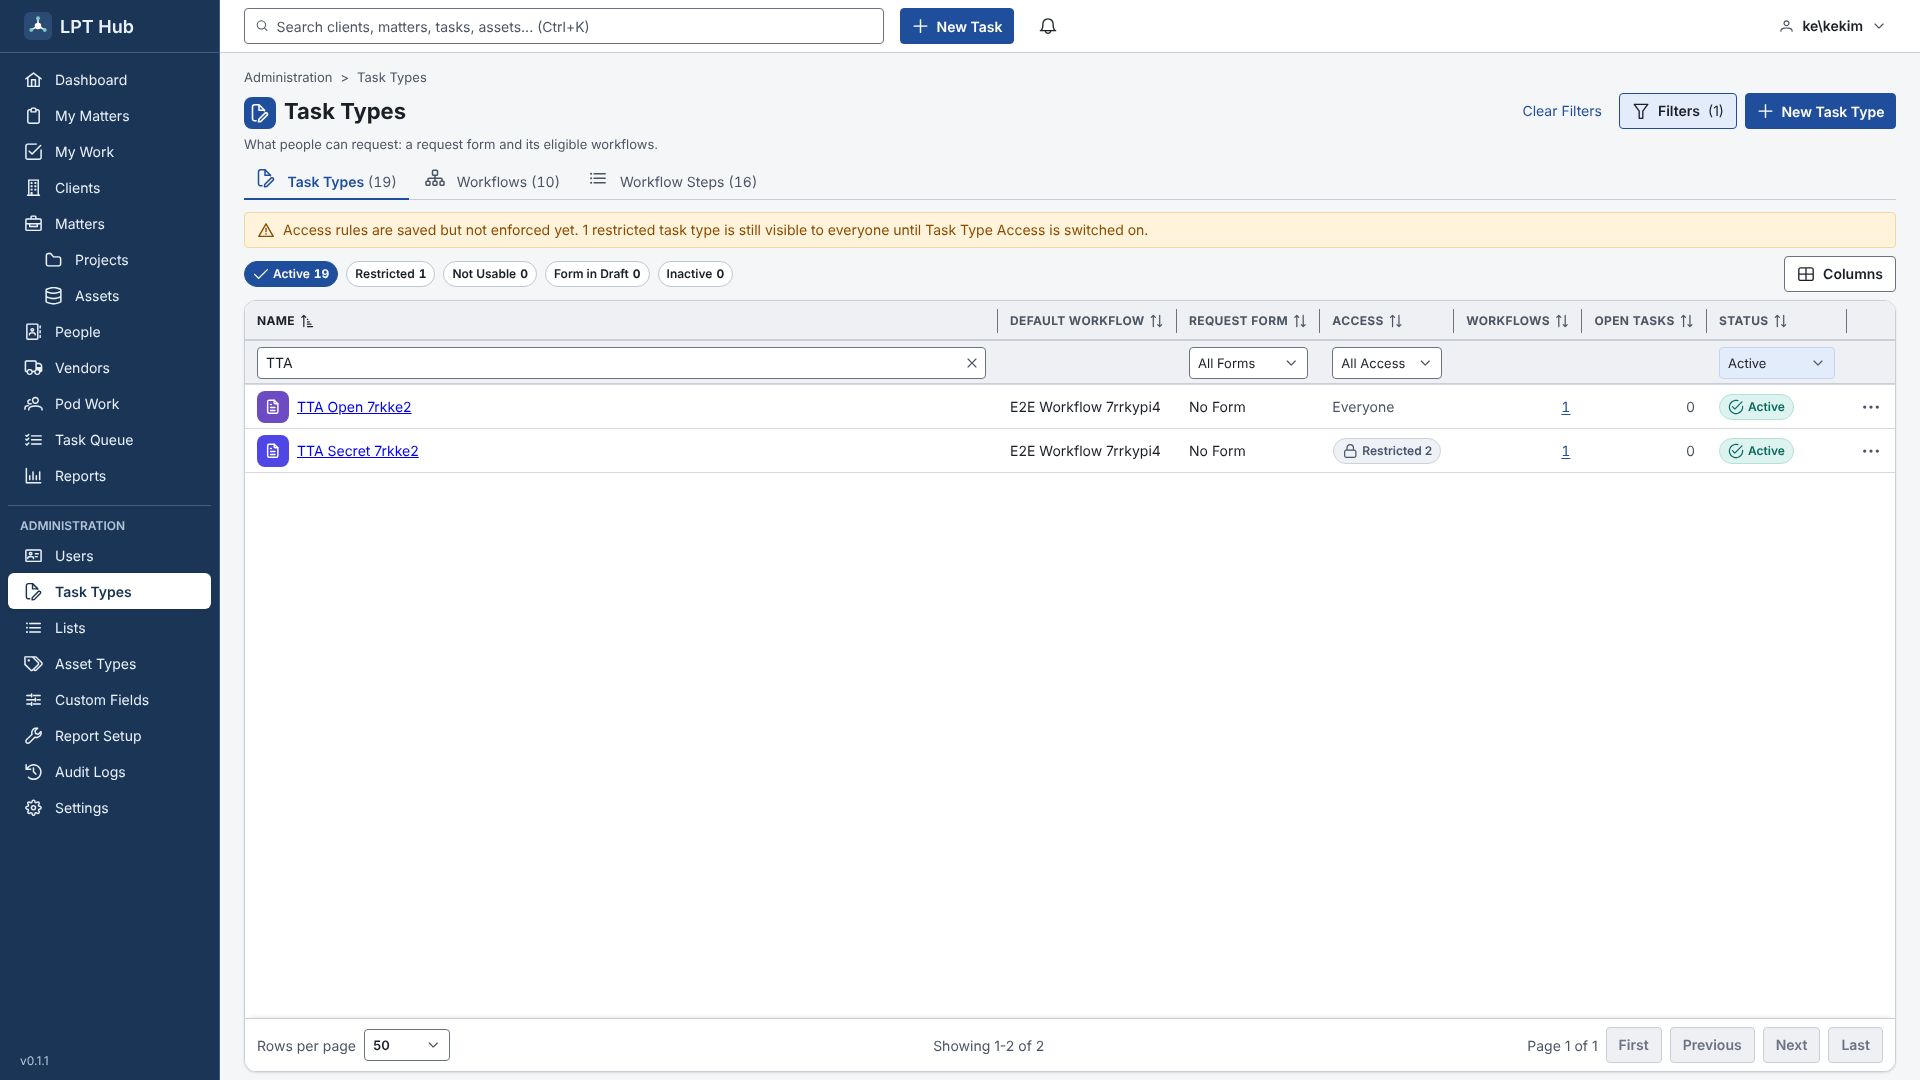 LPT Hub
Search clients, matters, tasks, assets... (Ctrl+K)
New Task
ke\kekim
Dashboard
My Matters
My Work
Clients
Matters
Projects
Assets
People
Vendors
Pod Work
Task Queue
Reports
ADMINISTRATION
Users
Task Types
Lists
Asset Types
Custom Fields
Report Setup
Audit Logs
Settings
v0.1.1
Administration > Task Types
Task Types
Clear Filters
Filters (1)
New Task Type
What people can request: a request form and its eligible workflows.
Task Types (19)
Workflows (10)
Workflow Steps (16)
Access rules are saved but not enforced yet. 1 restricted task type is still visible to everyone until Task Type Access is switched on.
Active 19
Restricted 1
Not Usable 0
Form in Draft 0
Inactive 0
Columns
NAME DEFAULT WORKFLOW REQUEST FORM ACCESS WORKFLOWS OPEN TASKS STATUS
TTA All Forms All Access Active
TTA Open 7rkke2 E2E Workflow 7rrkypi4 No Form Everyone 1 0 Active
TTA Secret 7rkke2 E2E Workflow 7rrkypi4 No Form Restricted 2 1 0 Active
Rows per page 50
Showing 1-2 of 2
Page 1 of 1 First Previous Next Last